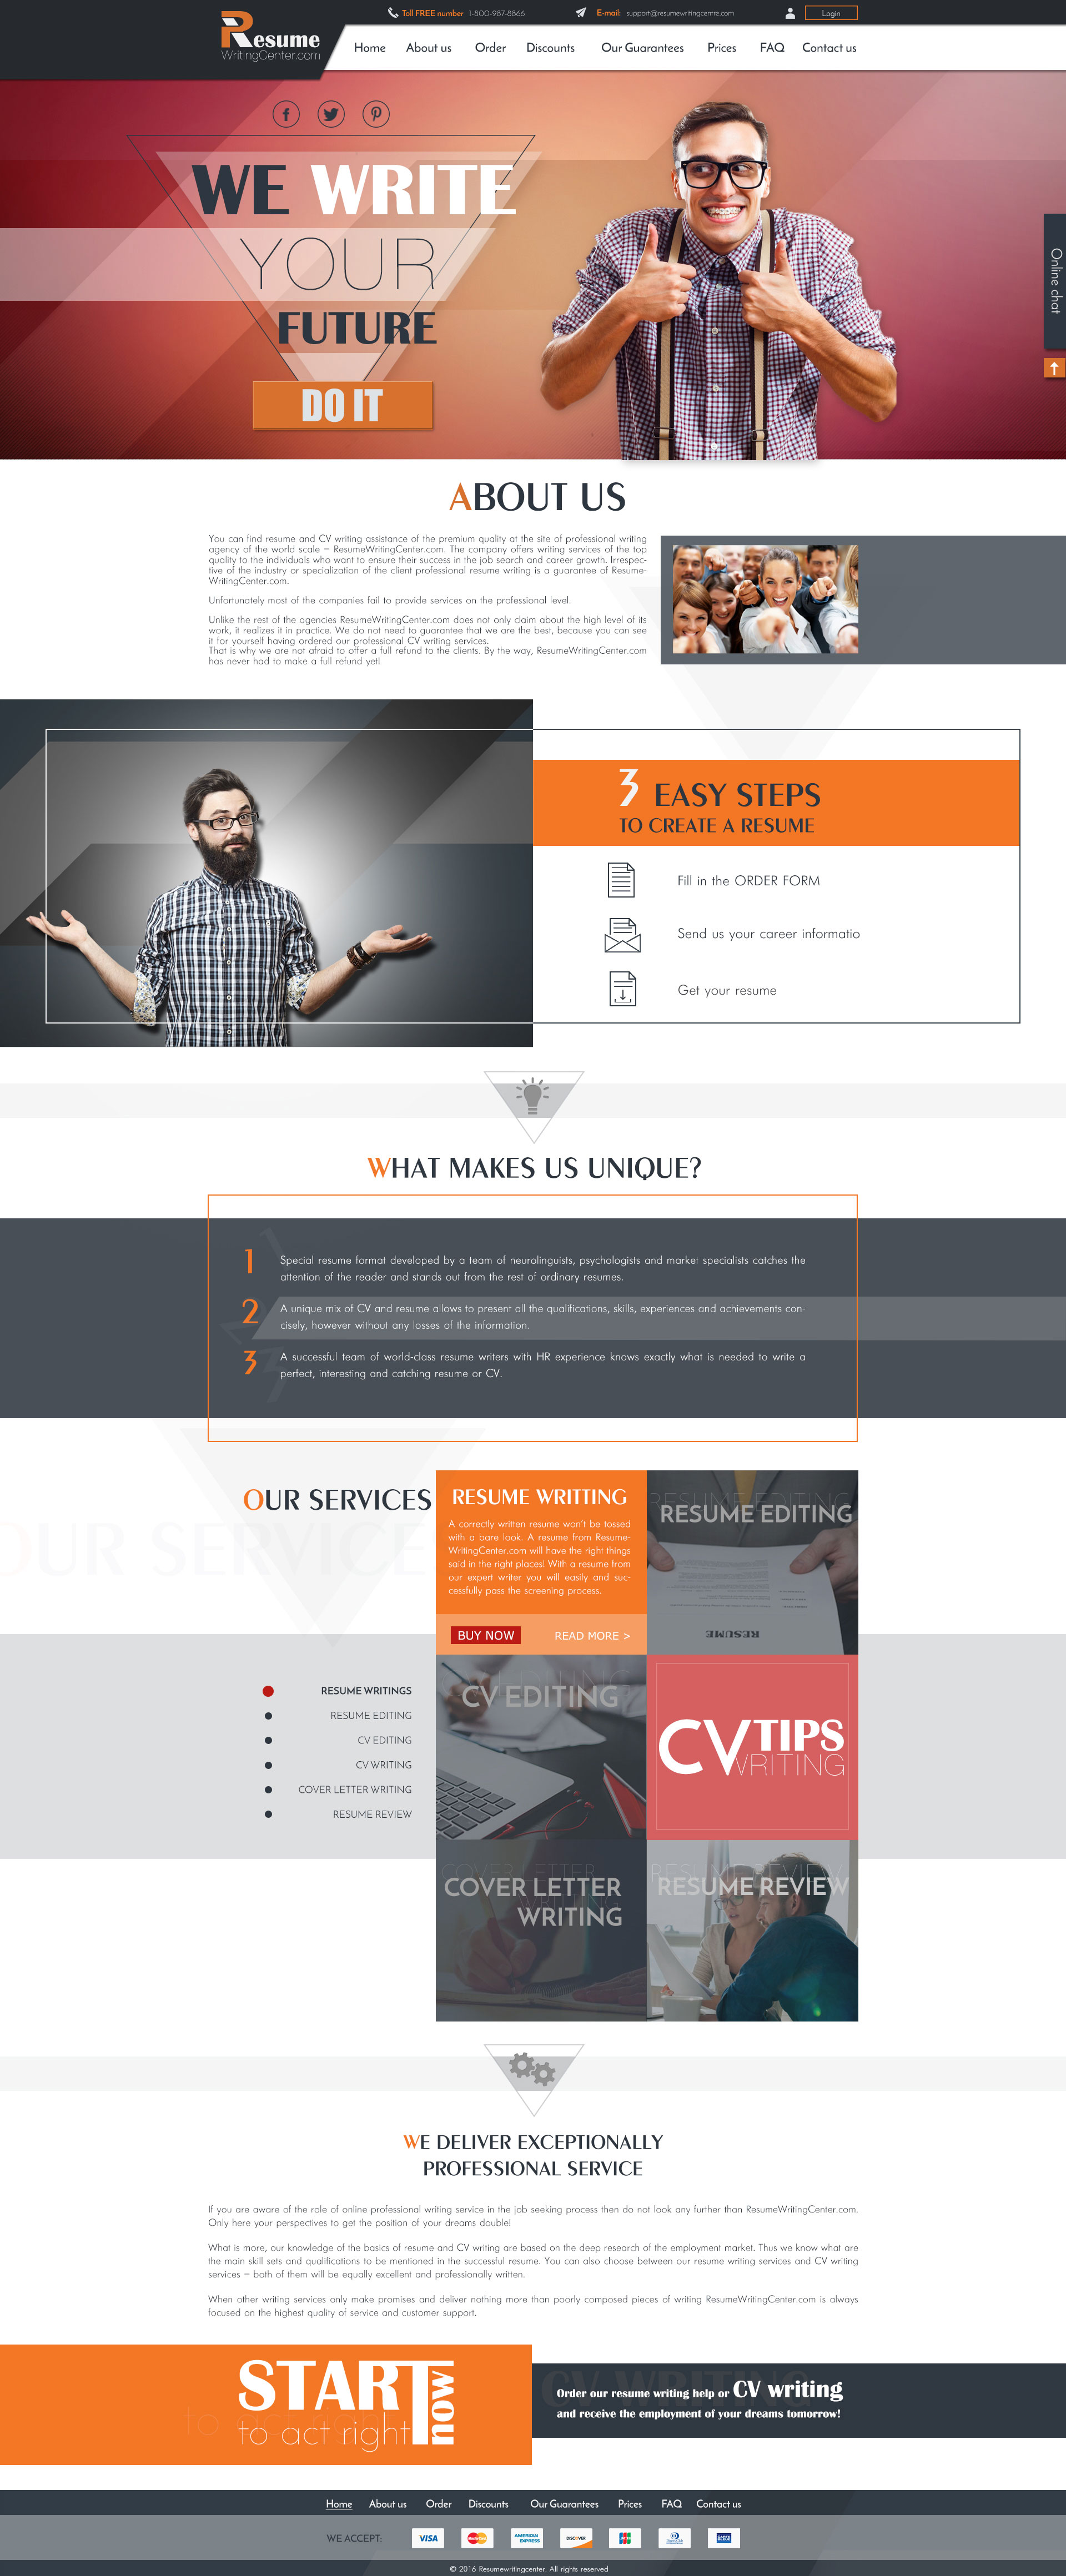 Toll FREE number 1-800-987-8866
E-mail: support@resumewritingcentre.com
Login
Resume
WritingCenter.com
Home About us Order Discounts Our Guarantees Prices FAQ Contact us
WE WRITE
YOUR
FUTURE
DO IT
Online chat
ABOUT US
You can find resume and CV writing assistance of the premium quality at the site of professional writing
agency of the world scale – ResumeWritingCenter.com. The company offers writing services of the top
quality to the individuals who want to ensure their success in the job search and career growth. Irrespec-
tive of the industry or specialization of the client professional resume writing is a guarantee of Resume-
WritingCenter.com.
Unfortunately most of the companies fail to provide services on the professional level.
Unlike the rest of the agencies ResumeWritingCenter.com does not only claim about the high level of its
work, it realizes it in practice. We do not need to guarantee that we are the best, because you can see
it for yourself having ordered our professional CV writing services.
That is why we are not afraid to offer a full refund to the clients. By the way, ResumeWritingCenter.com
has never had to make a full refund yet!
3 EASY STEPS
TO CREATE A RESUME
Fill in the ORDER FORM
Send us your career informatio
Get your resume
WHAT MAKES US UNIQUE?
1 Special resume format developed by a team of neurolinguists, psychologists and market specialists catches the
attention of the reader and stands out from the rest of ordinary resumes.
2 A unique mix of CV and resume allows to present all the qualifications, skills, experiences and achievements con-
cisely, however without any losses of the information.
3 A successful team of world-class resume writers with HR experience knows exactly what is needed to write a
perfect, interesting and catching resume or CV.
OUR SERVICES
RESUME WRITTING
A correctly written resume won't be tossed
with a bare look. A resume from Resume-
WritingCenter.com will have the right things
said in the right places! With a resume from
our expert writer you will easily and suc-
cessfully pass the screening process.
BUY NOW READ MORE >
RESUME EDITING
RESUME
RESUME WRITINGS
RESUME EDITING
CV EDITING
CV WRITING
COVER LETTER WRITING
RESUME REVIEW
CV EDITING
CV TIPS
WRITING
COVER LETTER
WRITING
RESUME REVIEW
WE DELIVER EXCEPTIONALLY
PROFESSIONAL SERVICE
If you are aware of the role of online professional writing service in the job seeking process then do not look any further than ResumeWritingCenter.com.
Only here your perspectives to get the position of your dreams double!
What is more, our knowledge of the basics of resume and CV writing are based on the deep research of the employment market. Thus we know what are
the main skill sets and qualifications to be mentioned in the successful resume. You can also choose between our resume writing services and CV writing
services – both of them will be equally excellent and professionally written.
When other writing services only make promises and deliver nothing more than poorly composed pieces of writing ResumeWritingCenter.com is always
focused on the highest quality of service and customer support.
START
to act right
now
Order our resume writing help or CV writing
and receive the employment of your dreams tomorrow!
Home About us Order Discounts Our Guarantees Prices FAQ Contact us
WE ACCEPT: VISA
AMERICAN EXPRESS
DISCOVER
JCB
© 2016 Resumewritingcenter. All rights reserved